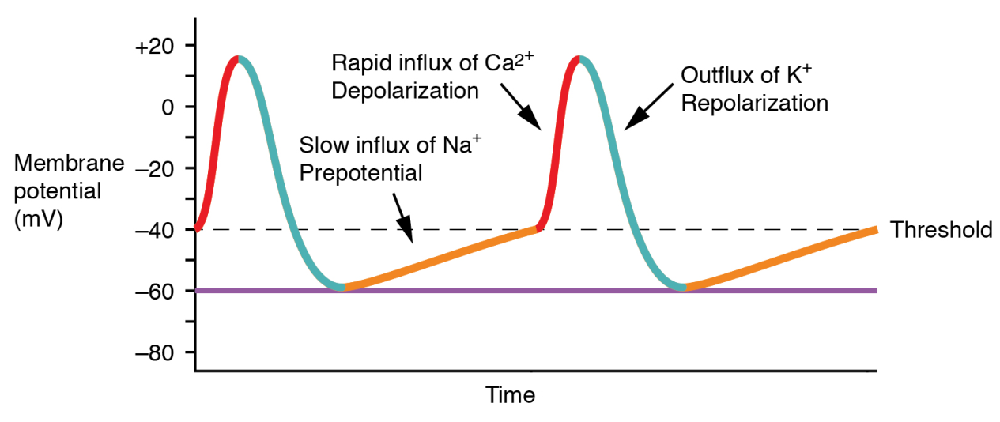 +20
0
–20
–40
–60
–80
Membrane
potential
(mV)
Rapid influx of Ca²⁺
Depolarization
Outflux of K⁺
Repolarization
Slow influx of Na⁺
Prepotential
Threshold
Time